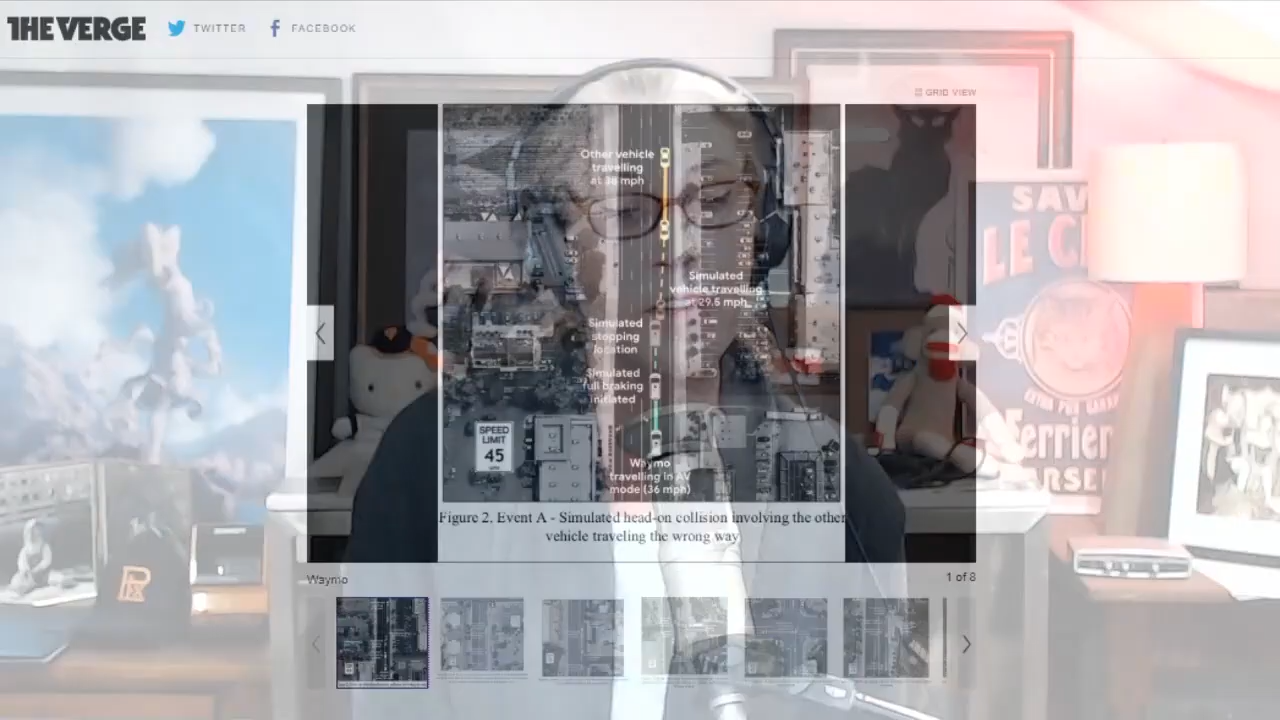 THE VERGE
TWITTER
FACEBOOK
GRID VIEW
Other vehicle
travelling
at 38 mph
Simulated
vehicle travelling
at 29.5 mph
Simulated
stopping
location
Simulated
full braking
initiated
SPEED
LIMIT
45
Waymo
travelling in AV
mode (36 mph)
Figure 2. Event A - Simulated head-on collision involving the other
vehicle traveling the wrong way
Waymo
1 of 8
SAV
LE C